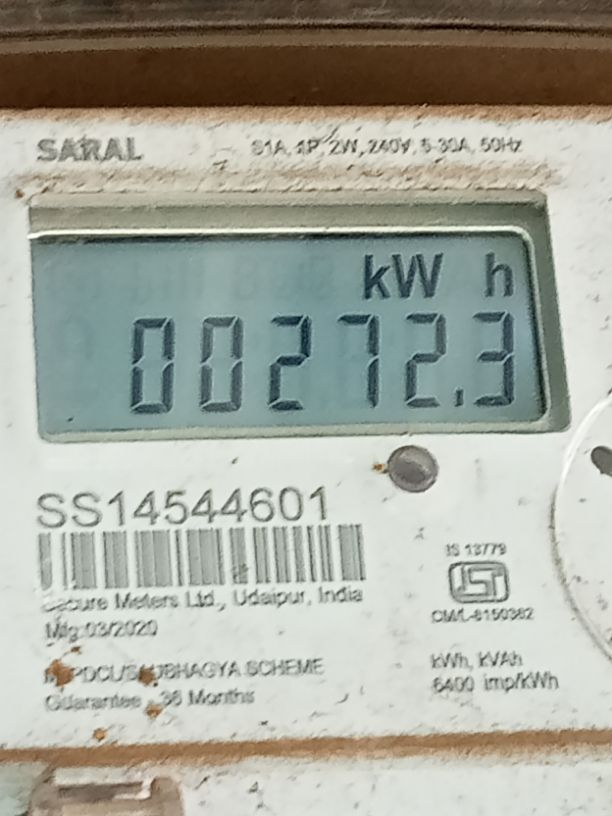 SARAL
S1A, 1P, 2W, 240V, 5-30A, 50Hz
kW h
00272.3
SS14544601
Secure Meters Ltd., Udaipur, India
Mfg:03/2020
SCHEME
Guarantee 36 Months
IS 13779
ISI
CM/L-8150382
kWh, kVAh
6400 imp/kWh